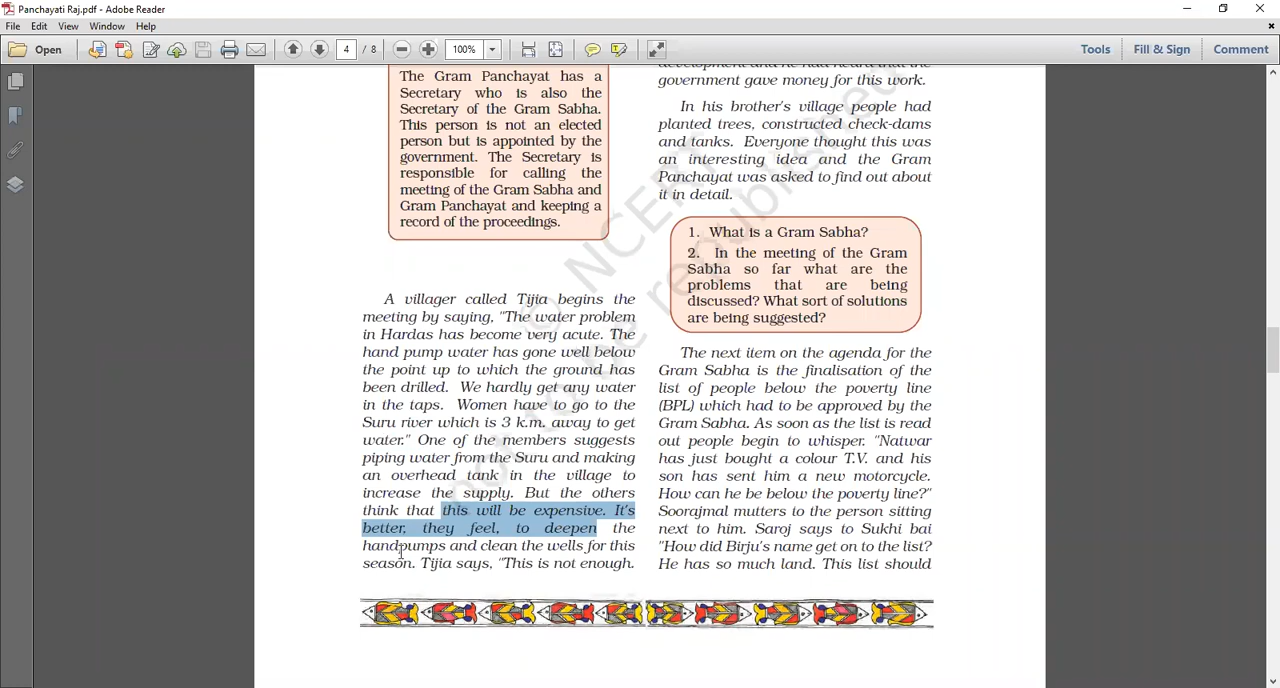 Panchayati Raj.pdf - Adobe Reader
File Edit View Window Help
Open 4 / 8 100% Tools Fill & Sign Comment
The Gram Panchayat has a
Secretary who is also the
Secretary of the Gram Sabha.
This person is not an elected
person but is appointed by the
government. The Secretary is
responsible for calling the
meeting of the Gram Sabha and
Gram Panchayat and keeping a
record of the proceedings.
A villager called Tijia begins the
meeting by saying, "The water problem
in Hardas has become very acute. The
hand pump water has gone well below
the point up to which the ground has
been drilled. We hardly get any water
in the taps. Women have to go to the
Suru river which is 3 k.m. away to get
water." One of the members suggests
piping water from the Suru and making
an overhead tank in the village to
increase the supply. But the others
think that this will be expensive. It's
better, they feel, to deepen the
handpumps and clean the wells for this
season. Tijia says, "This is not enough.
development and he had heard that the
government gave money for this work.
In his brother's village people had
planted trees, constructed check-dams
and tanks. Everyone thought this was
an interesting idea and the Gram
Panchayat was asked to find out about
it in detail.
1. What is a Gram Sabha?
2. In the meeting of the Gram
Sabha so far what are the
problems that are being
discussed? What sort of solutions
are being suggested?
The next item on the agenda for the
Gram Sabha is the finalisation of the
list of people below the poverty line
(BPL) which had to be approved by the
Gram Sabha. As soon as the list is read
out people begin to whisper. "Natwar
has just bought a colour T.V. and his
son has sent him a new motorcycle.
How can he be below the poverty line?"
Soorajmal mutters to the person sitting
next to him. Saroj says to Sukhi bai
"How did Birju's name get on to the list?
He has so much land. This list should
© NCERT
not to be republished